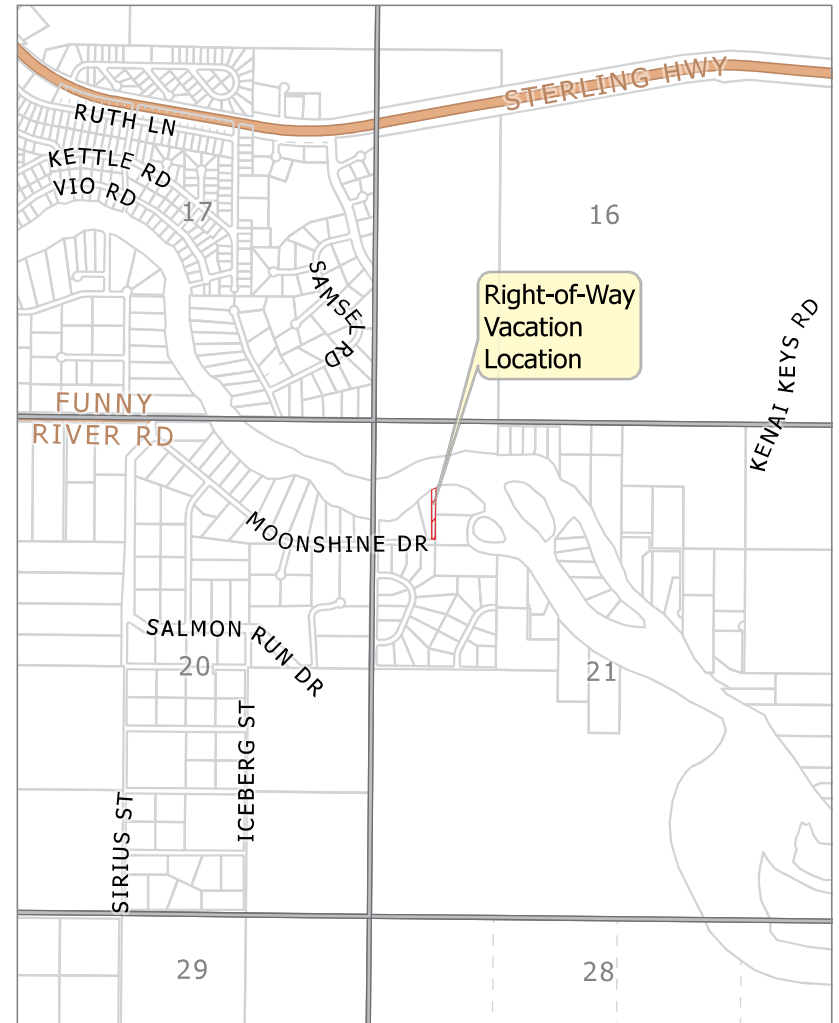 STERLING HWY
RUTH LN
KETTLE RD
VIO RD
17
16
SAMSEL RD
Right-of-Way
Vacation
Location
KENAI KEYS RD
FUNNY
RIVER RD
MOONSHINE DR
SALMON RUN DR
20
21
ICEBERG ST
SIRIUS ST
29
28